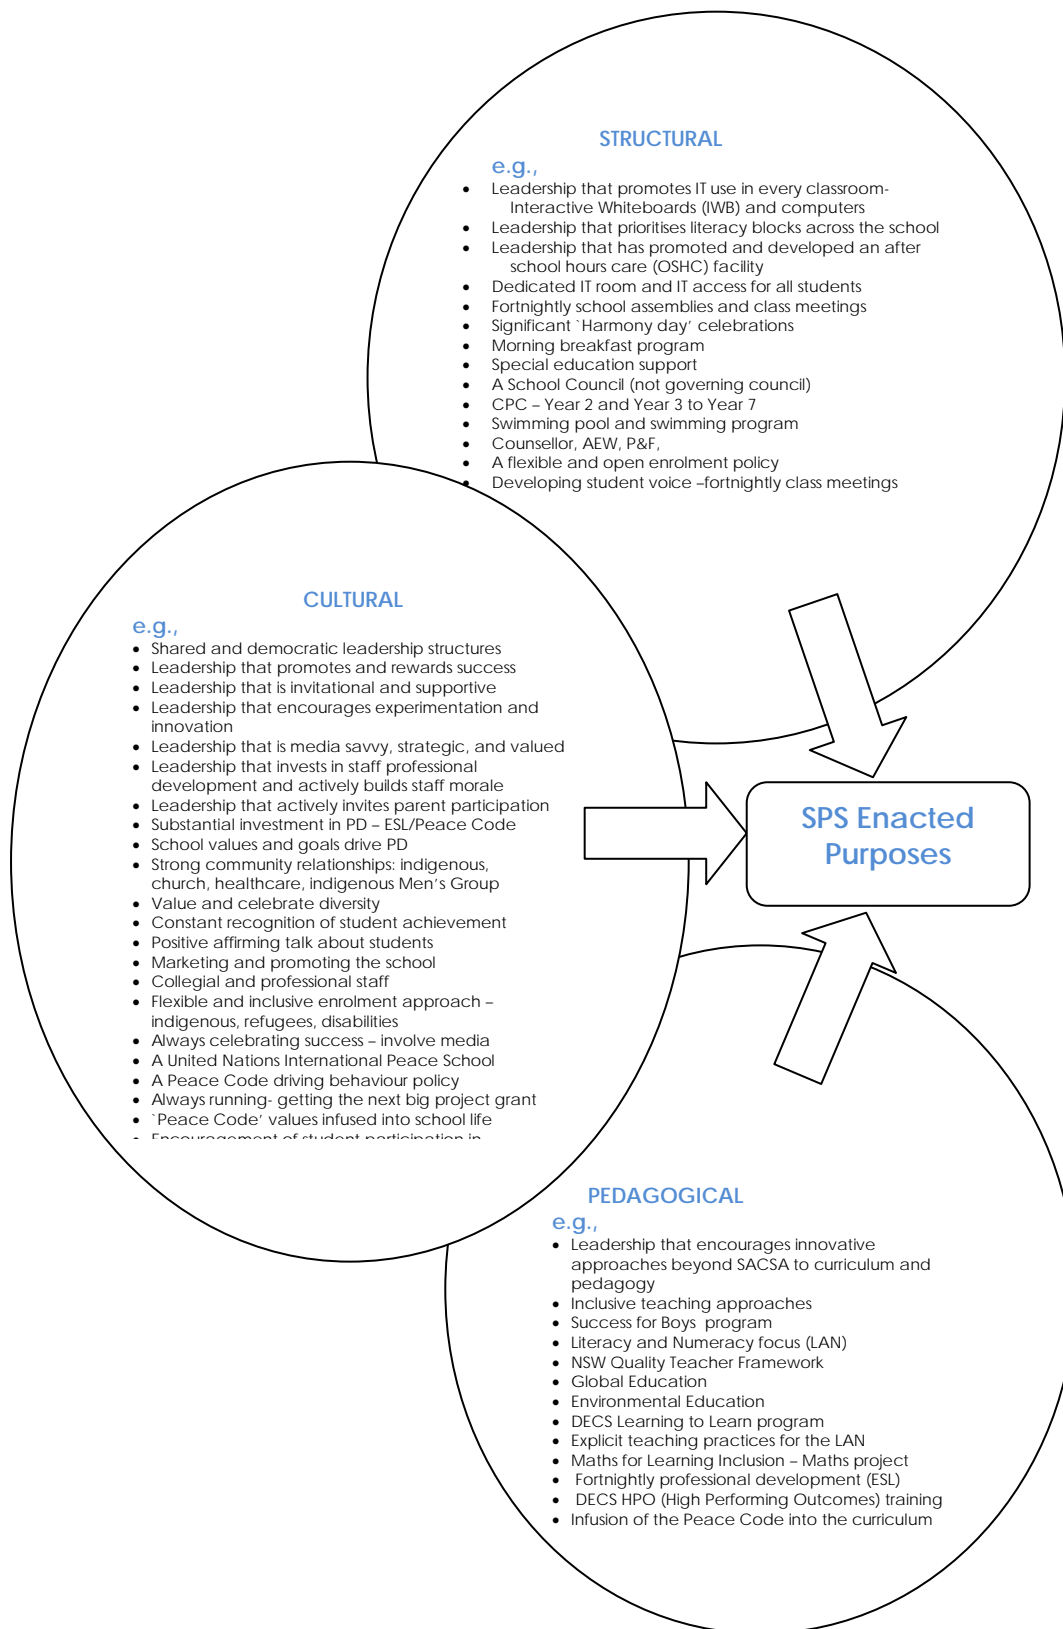 STRUCTURAL
e.g.,
• Leadership that promotes IT use in every classroom-
Interactive Whiteboards (IWB) and computers
• Leadership that prioritises literacy blocks across the school
• Leadership that has promoted and developed an after
school hours care (OSHC) facility
• Dedicated IT room and IT access for all students
• Fortnightly school assemblies and class meetings
• Significant `Harmony day’ celebrations
• Morning breakfast program
• Special education support
• A School Council (not governing council)
• CPC – Year 2 and Year 3 to Year 7
• Swimming pool and swimming program
• Counsellor, AEW, P&F,
• A flexible and open enrolment policy
• Developing student voice –fortnightly class meetings
CULTURAL
e.g.,
• Shared and democratic leadership structures
• Leadership that promotes and rewards success
• Leadership that is invitational and supportive
• Leadership that encourages experimentation and
innovation
• Leadership that is media savvy, strategic, and valued
• Leadership that invests in staff professional
development and actively builds staff morale
• Leadership that actively invites parent participation
• Substantial investment in PD – ESL/Peace Code
• School values and goals drive PD
• Strong community relationships: indigenous,
church, healthcare, indigenous Men’s Group
• Value and celebrate diversity
• Constant recognition of student achievement
• Positive affirming talk about students
• Marketing and promoting the school
• Collegial and professional staff
• Flexible and inclusive enrolment approach –
indigenous, refugees, disabilities
• Always celebrating success – involve media
• A United Nations International Peace School
• A Peace Code driving behaviour policy
• Always running- getting the next big project grant
• `Peace Code’ values infused into school life
• Encouragement of student participation in
SPS Enacted
Purposes
PEDAGOGICAL
e.g.,
• Leadership that encourages innovative
approaches beyond SACSA to curriculum and
pedagogy
• Inclusive teaching approaches
• Success for Boys program
• Literacy and Numeracy focus (LAN)
• NSW Quality Teacher Framework
• Global Education
• Environmental Education
• DECS Learning to Learn program
• Explicit teaching practices for the LAN
• Maths for Learning Inclusion – Maths project
• Fortnightly professional development (ESL)
• DECS HPO (High Performing Outcomes) training
• Infusion of the Peace Code into the curriculum